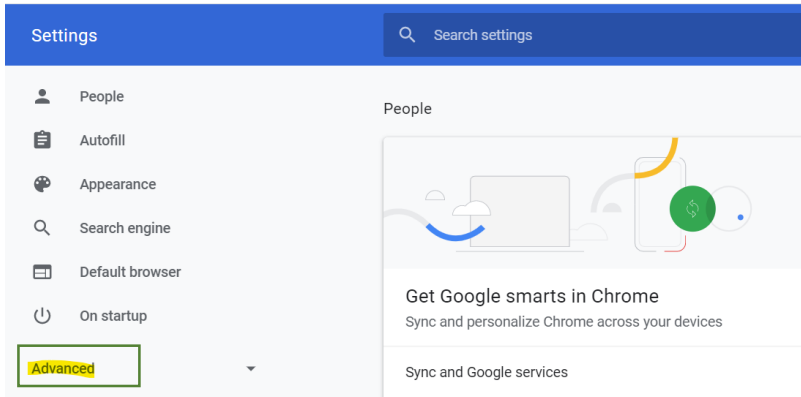 Settings
Search settings
People
Autofill
Appearance
Search engine
Default browser
On startup
Advanced
People
Get Google smarts in Chrome
Sync and personalize Chrome across your devices
Sync and Google services